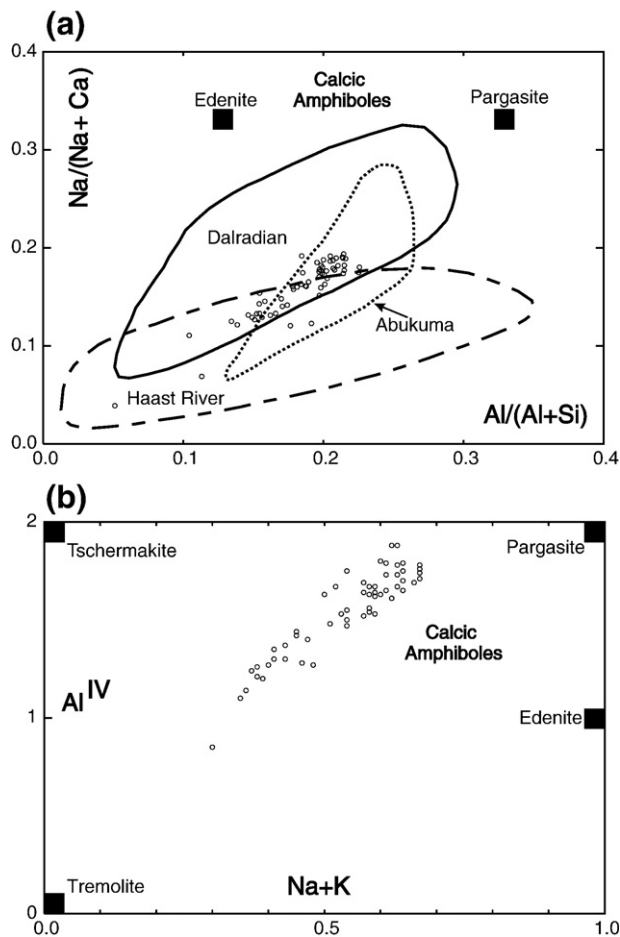 (a)
0.4
0.3
0.2
0.1
0.0
Na/(Na+ Ca)
Calcic
Amphiboles
Edenite
Pargasite
Dalradian
Abukuma
Haast River
Al/(Al+Si)
0.0
0.1
0.2
0.3
0.4
(b)
2
1
0
Tschermakite
Pargasite
Calcic
Amphiboles
Al IV
Edenite
Tremolite
Na+K
0
0.5
1.0